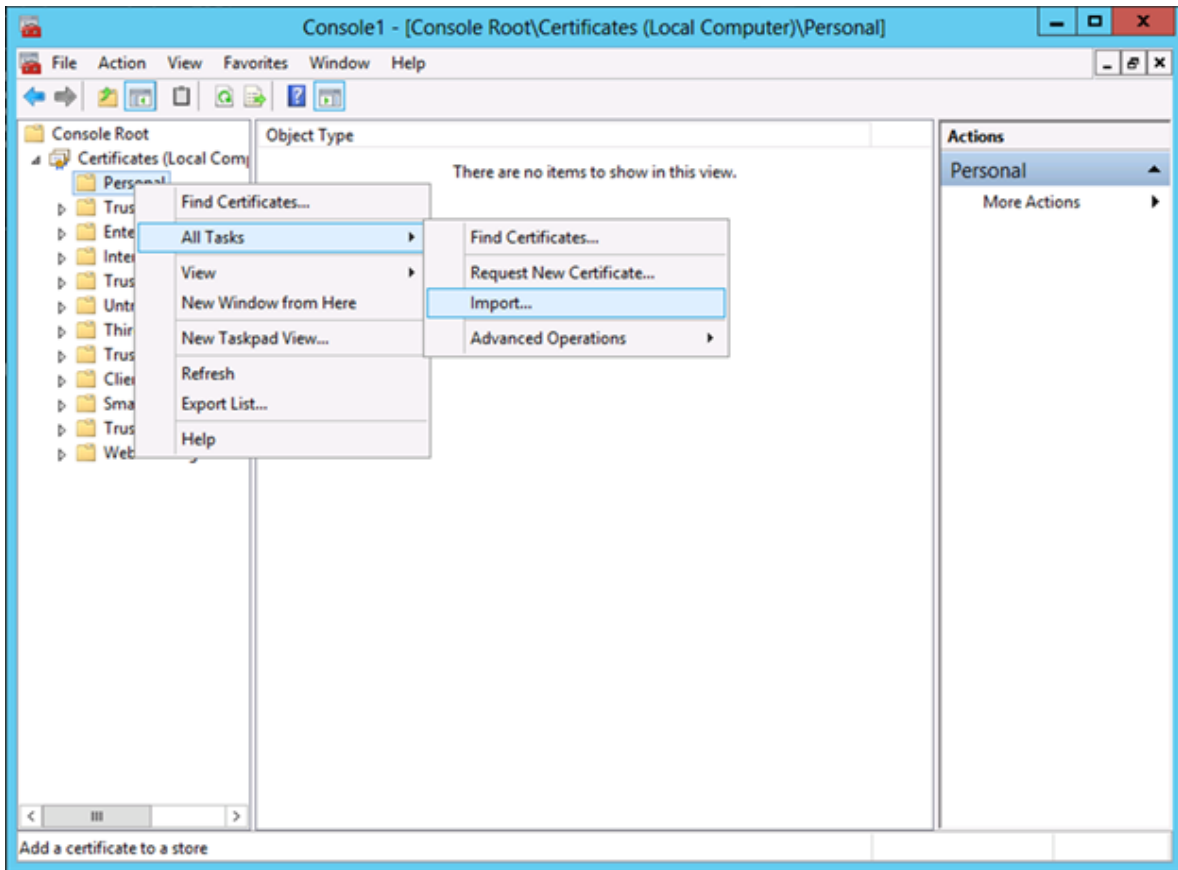 Console1 - [Console Root\Certificates (Local Computer)\Personal]
File Action View Favorites Window Help
Console Root
Certificates (Local Comp
Personal
Trus
Ente
Inter
Trus
Untr
Thir
Trus
Clie
Sma
Trus
Web
Find Certificates...
All Tasks
View
New Window from Here
New Taskpad View...
Refresh
Export List...
Help
Find Certificates...
Request New Certificate...
Import...
Advanced Operations
Object Type
There are no items to show in this view.
Actions
Personal
More Actions
Add a certificate to a store